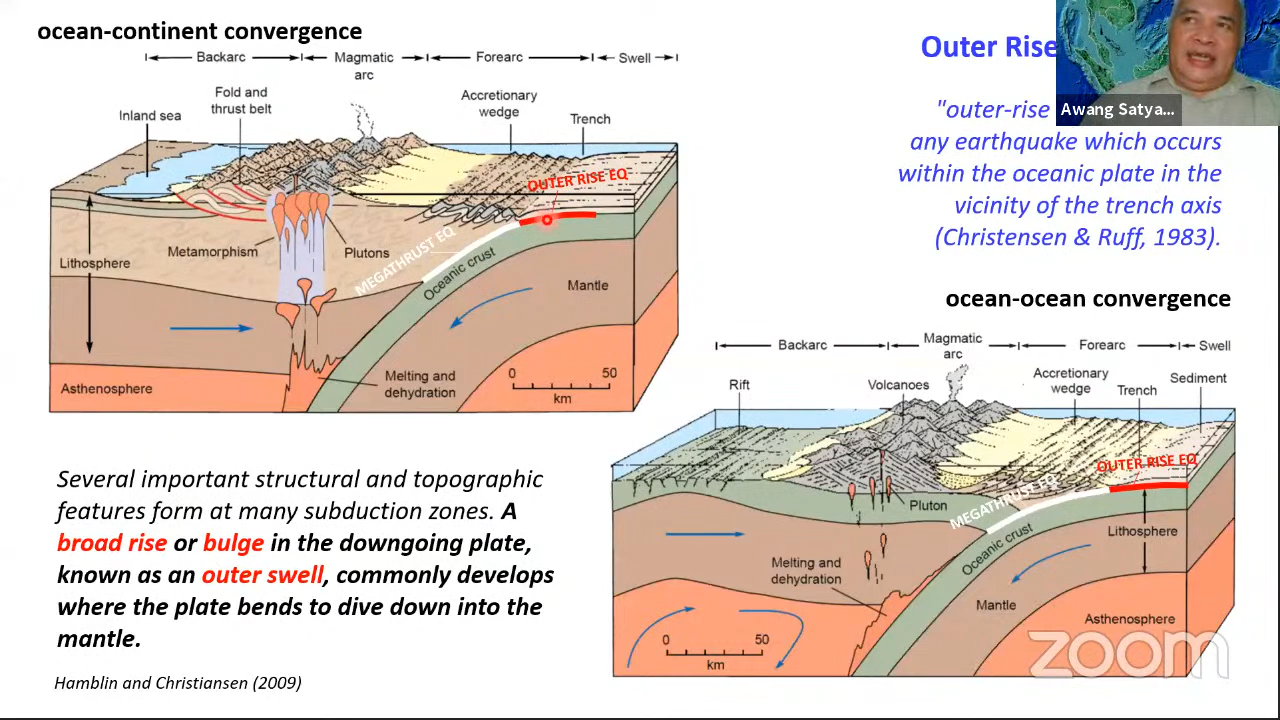 ocean-continent convergence
Backarc
Magmatic
arc
Forearc
Swell
Fold and
thrust belt
Accretionary
wedge
Inland sea
Trench
OUTER RISE EQ
Metamorphism
Plutons
MEGATHRUST EQ
Oceanic crust
Lithosphere
Mantle
Asthenosphere
Melting and
dehydration
0 50
km
Outer Rise
Awang Satya...
"outer-rise
any earthquake which occurs
within the oceanic plate in the
vicinity of the trench axis
(Christensen & Ruff, 1983).
ocean-ocean convergence
Backarc
Magmatic
arc
Forearc
Swell
Rift
Volcanoes
Accretionary
wedge
Trench
Sediment
OUTER RISE EQ
MEGATHRUST EQ
Pluton
Oceanic crust
Lithosphere
Melting and
dehydration
Mantle
Asthenosphere
0 50
km
zoom
Several important structural and topographic
features form at many subduction zones. A
broad rise or bulge in the downgoing plate,
known as an outer swell, commonly develops
where the plate bends to dive down into the
mantle.
Hamblin and Christiansen (2009)